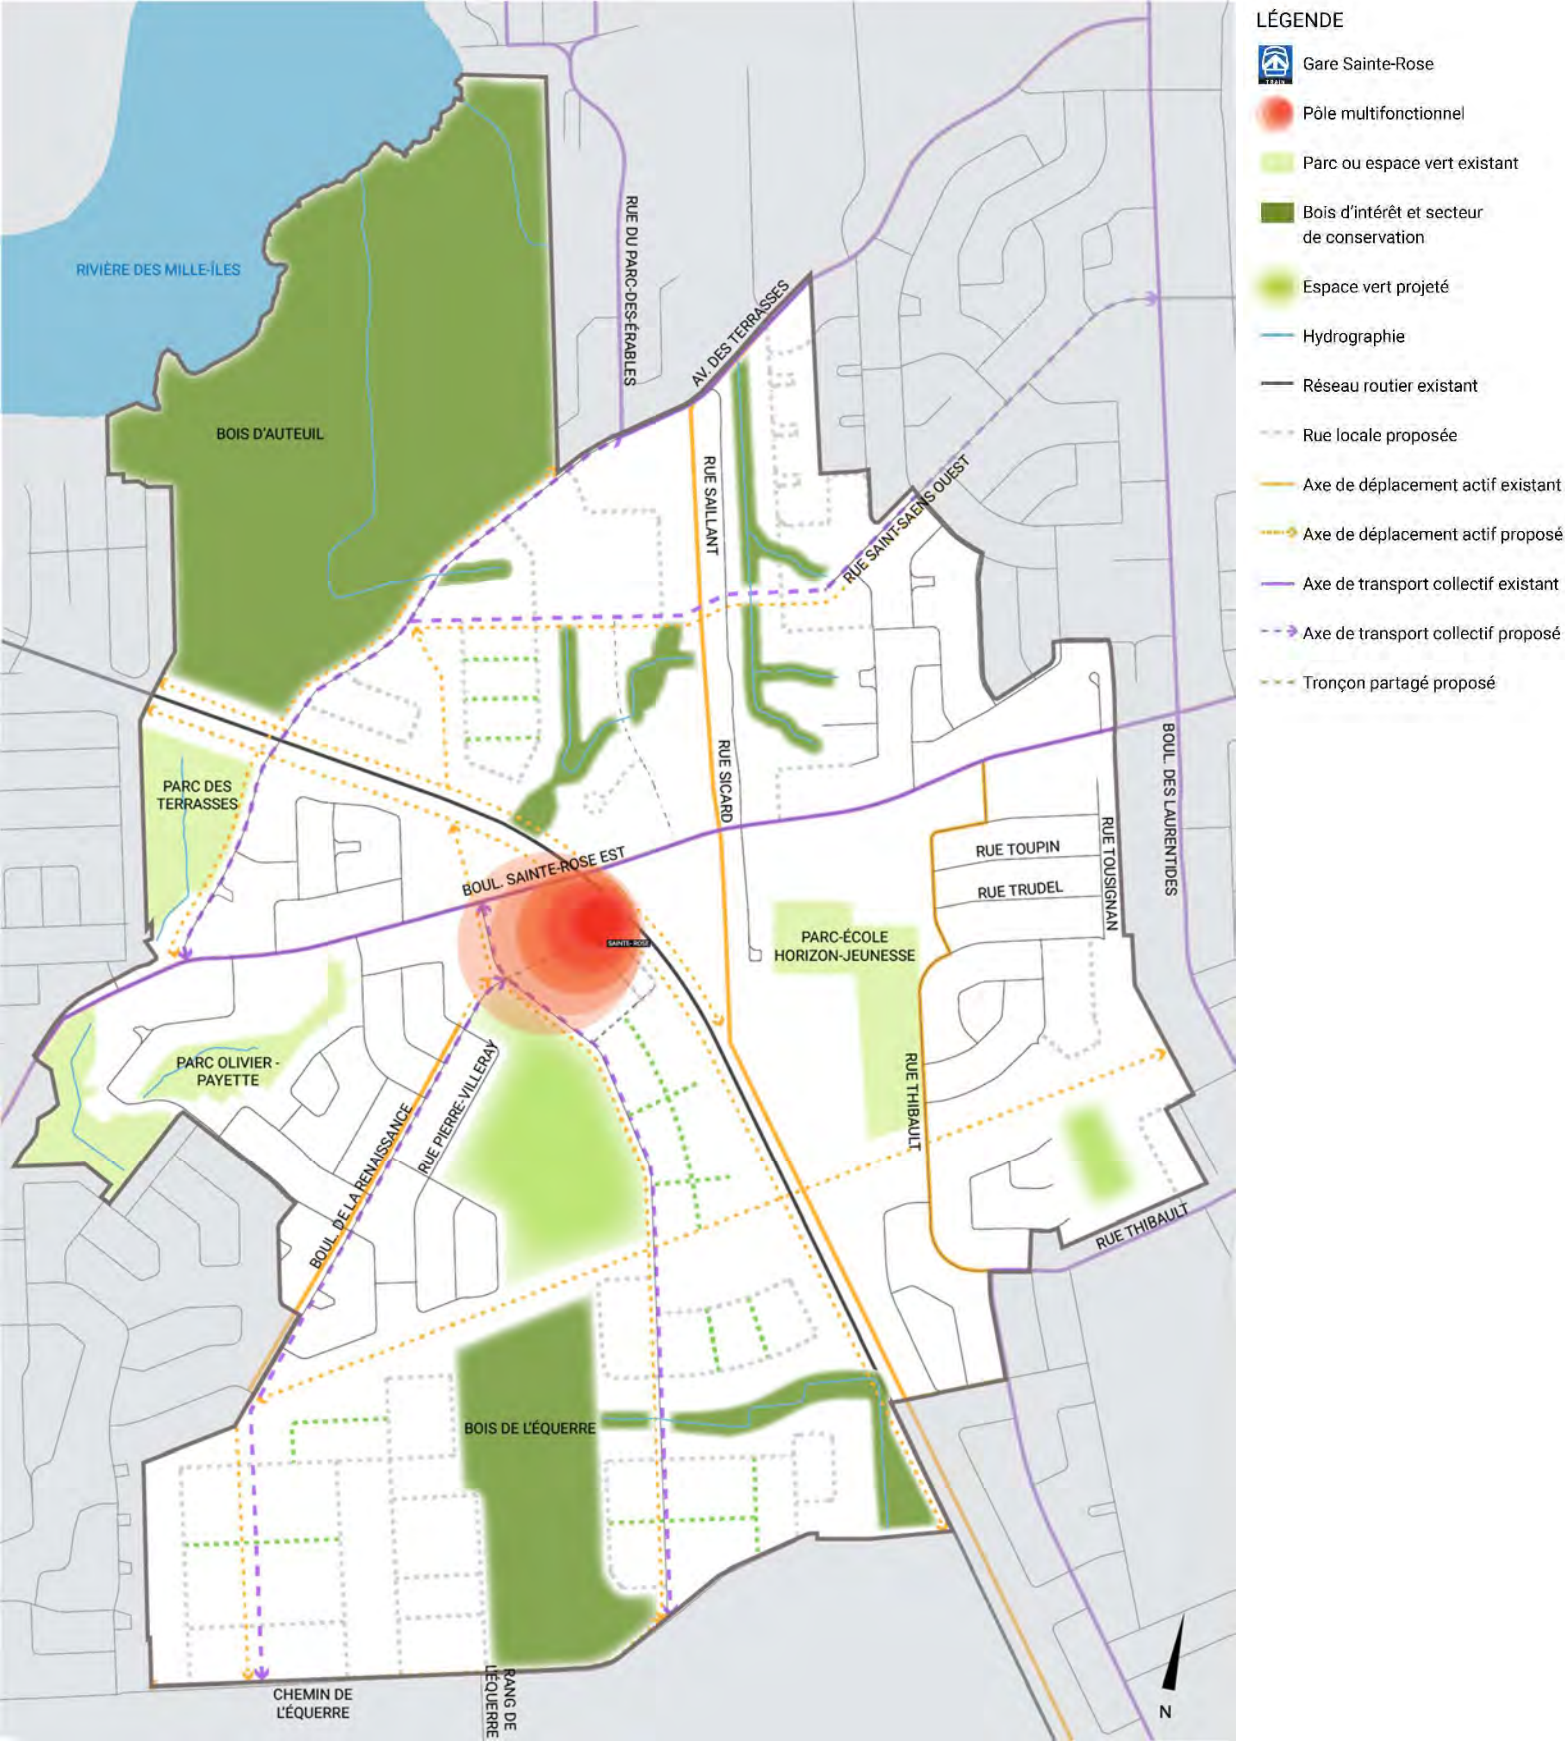 LÉGENDE
TRAIN
Gare Sainte-Rose
Pôle multifonctionnel
Parc ou espace vert existant
Bois d'intérêt et secteur
de conservation
Espace vert projeté
Hydrographie
Réseau routier existant
Rue locale proposée
Axe de déplacement actif existant
Axe de déplacement actif proposé
Axe de transport collectif existant
Axe de transport collectif proposé
Tronçon partagé proposé
RIVIÈRE DES MILLE-ÎLES
RUE DU PARC-DES-ÉRABLES
AV. DES TERRASSES
BOIS D'AUTEUIL
RUE SAILLANT
RUE SAINT-SAENS OUEST
PARC DES
TERRASSES
RUE SICARD
BOUL. DES LAURENTIDES
BOUL. SAINTE-ROSE EST
RUE TOUPIN
RUE TRUDEL
RUE TOUSIGNAN
SAINTE-ROSE
PARC-ÉCOLE
HORIZON-JEUNESSE
PARC OLIVIER -
PAYETTE
RUE PIERRE-VILLERAY
BOUL. DE LA RENAISSANCE
RUE THIBAULT
RUE THIBAULT
BOIS DE L'ÉQUERRE
CHEMIN DE
L'ÉQUERRE
RANG DE
L'ÉQUERRE
N